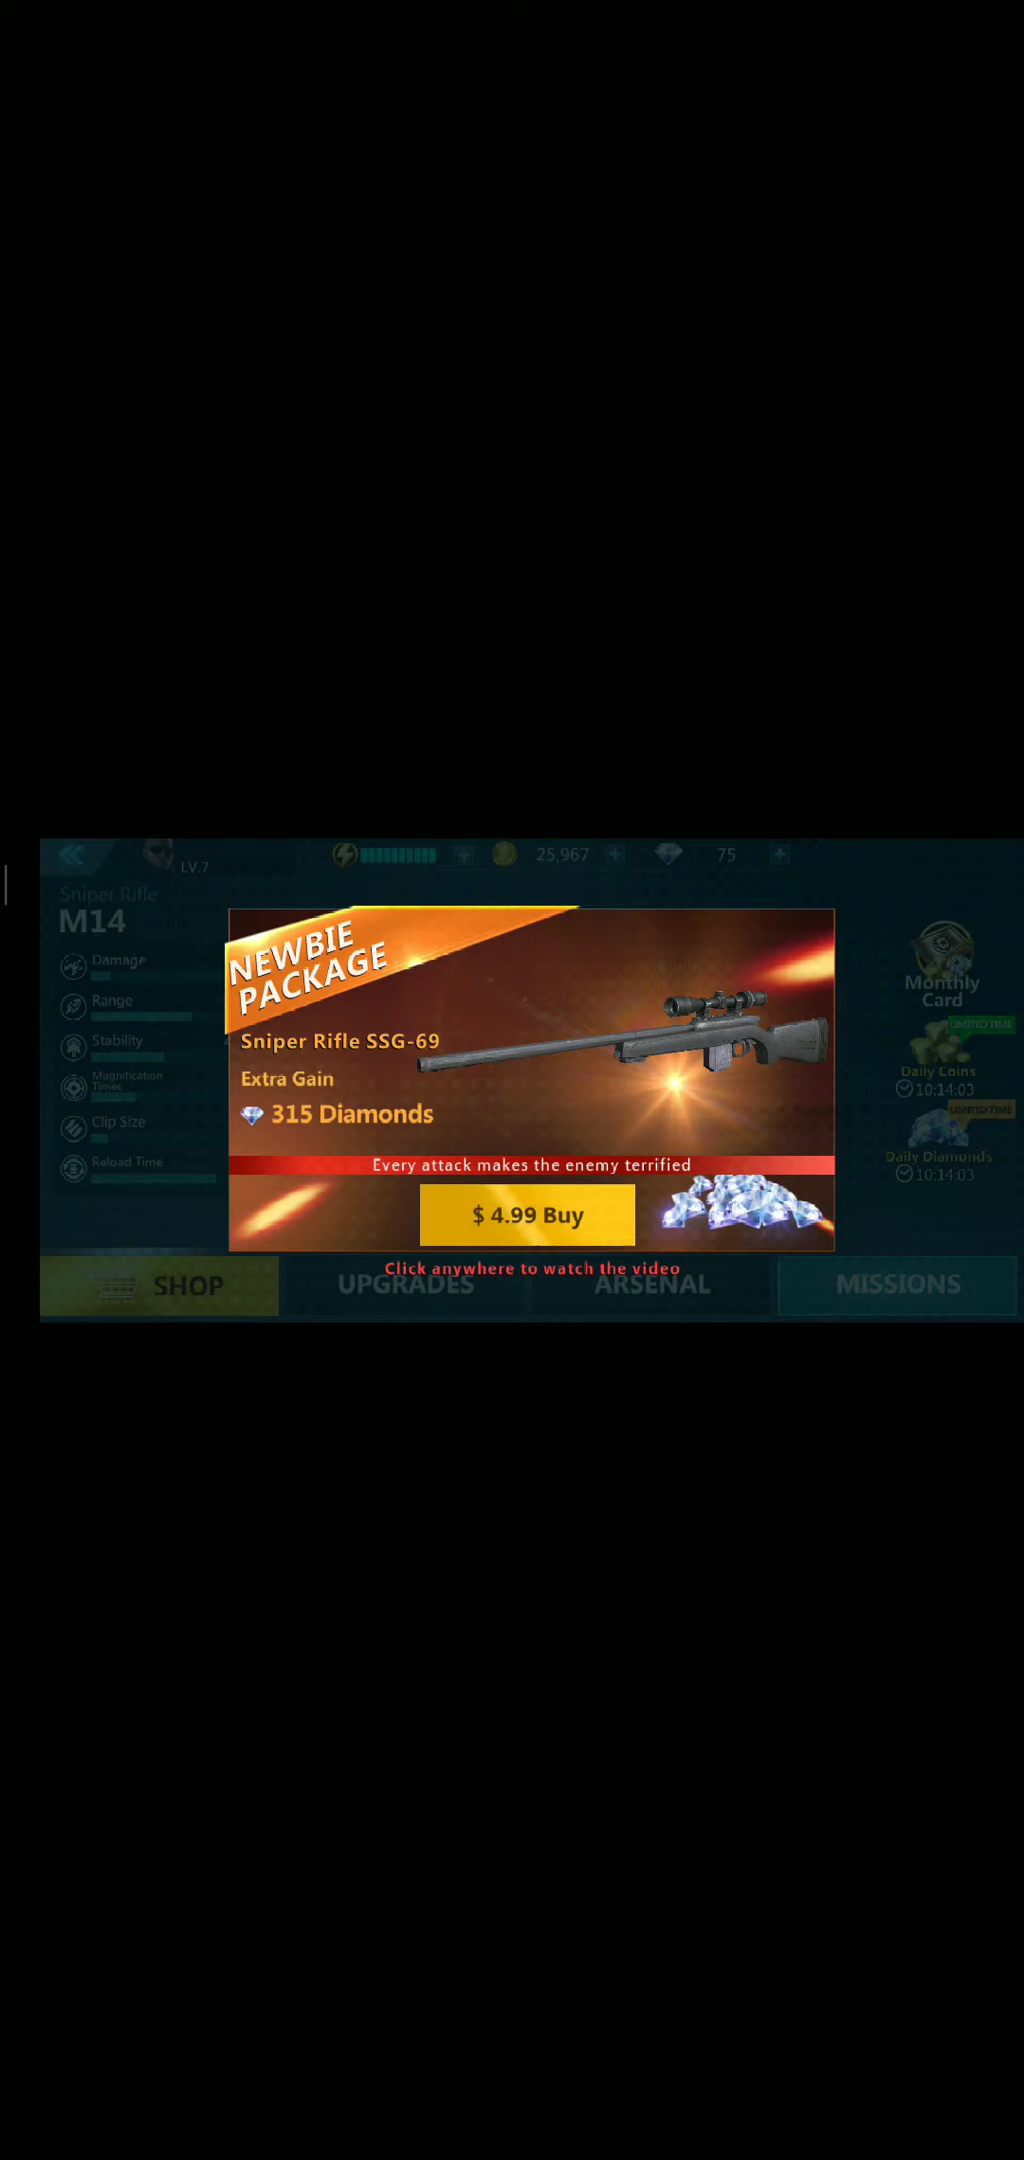 LV.7
25,967
75
Sniper Rifle
M14
Damage
Range
Stability
Magnification
Times
Clip Size
Reload Time
NEWBIE
PACKAGE
Sniper Rifle SSG-69
Extra Gain
315 Diamonds
Every attack makes the enemy terrified
$ 4.99 Buy
Click anywhere to watch the video
Monthly
Card
LIMITED TIME
Daily Coins
10:14:03
LIMITED TIME
Daily Diamonds
10:14:03
SHOP
UPGRADES
ARSENAL
MISSIONS